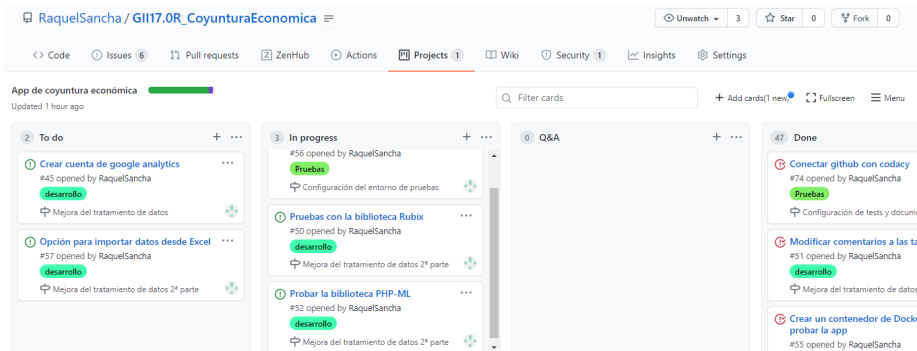 RaquelSancha / GII17.0R_CoyunturaEconomica
Unwatch 3 Star 0 Fork 0
Code Issues 6 Pull requests ZenHub Actions Projects 1 Wiki Security 1 Insights Settings
App de coyuntura económica
Updated 1 hour ago
Filter cards
+ Add cards(1 new) Fullscreen Menu
2 To do
Crear cuenta de google analytics
#45 opened by RaquelSancha
desarrollo
Mejora del tratamiento de datos
Opción para importar datos desde Excel
#57 opened by RaquelSancha
desarrollo
Mejora del tratamiento de datos 2ª parte
3 In progress
#56 opened by RaquelSancha
Pruebas
Configuración del entorno de pruebas
Pruebas con la biblioteca Rubix
#50 opened by RaquelSancha
desarrollo
Mejora del tratamiento de datos 2ª parte
Probar la biblioteca PHP-ML
#52 opened by RaquelSancha
desarrollo
Mejora del tratamiento de datos 2ª parte
0 Q&A
47 Done
Conectar github con codacy
#74 opened by RaquelSancha
Pruebas
Configuración de tests y docume
Modificar comentarios a las ta
#51 opened by RaquelSancha
desarrollo
Mejora del tratamiento de datos
Crear un contenedor de Docke
probar la app
#55 opened by RaquelSancha